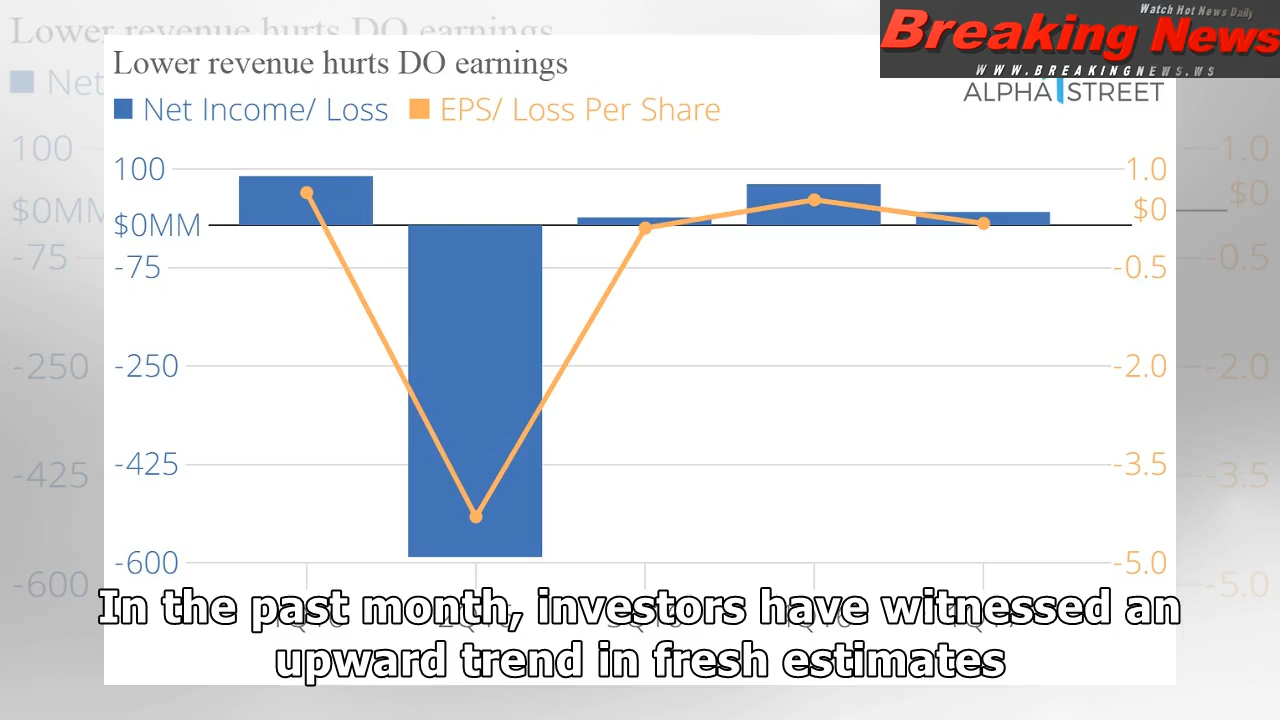 Lower revenue hurts DO earnings
Watch Hot News Daily
Breaking News
WWW.BREAKINGNEWS.WS
ALPHASTREET
Net Income/ Loss
EPS/ Loss Per Share
100
1.0
$0MM
$0
-75
-0.5
-250
-2.0
-425
-3.5
-600
-5.0
In the past month, investors have witnessed an
upward trend in fresh estimates